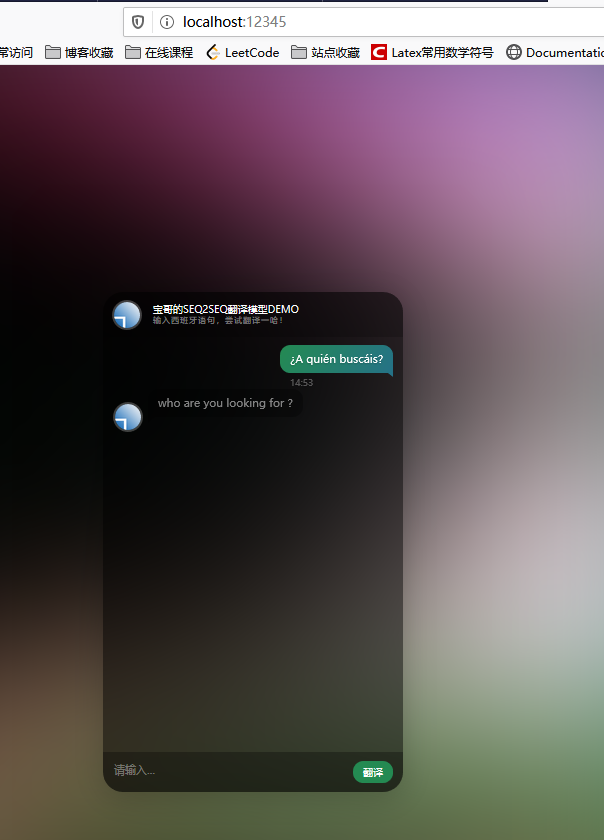 localhost:12345
常访问 博客收藏 在线课程 LeetCode 站点收藏 Latex常用数学符号 Documentatio
宝哥的SEQ2SEQ翻译模型DEMO
输入西班牙语句，尝试翻译一哈！
¿A quién buscáis?
14:53
who are you looking for ?
请输入...
翻译